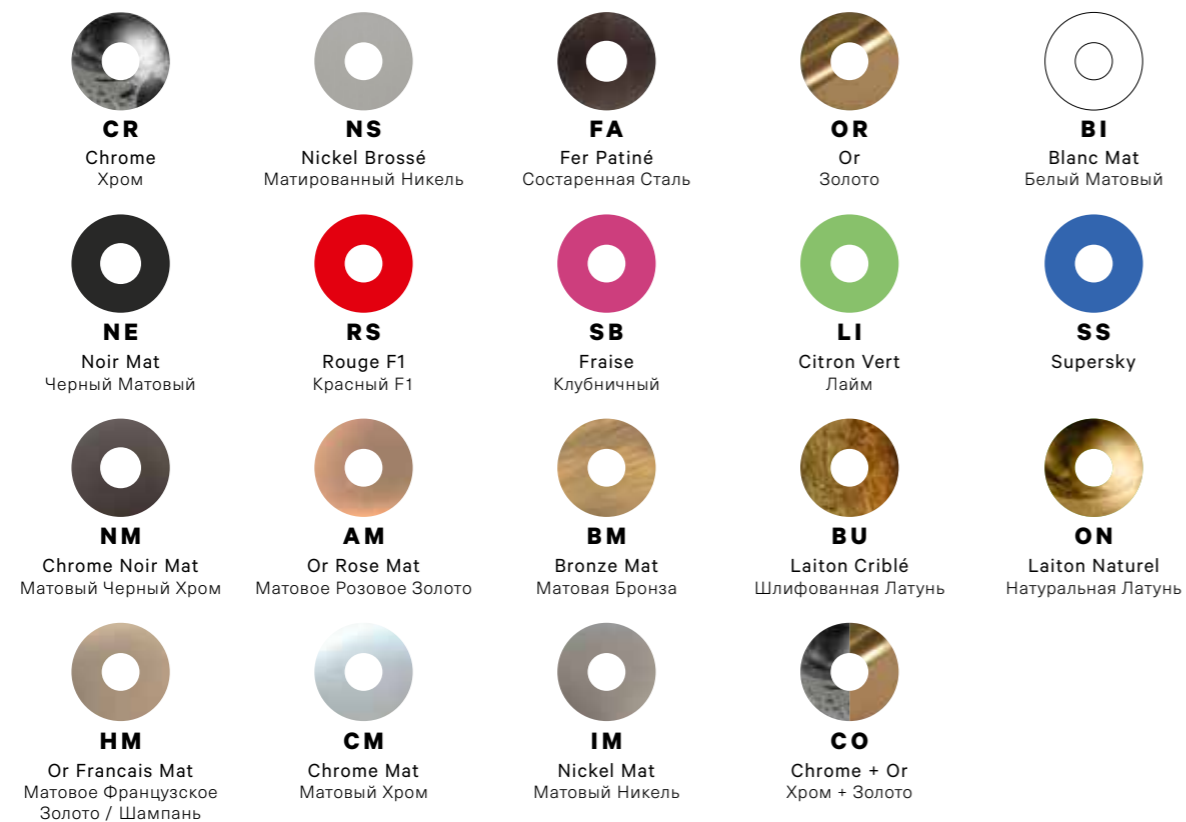 CR
Chrome
Хром
NS
Nickel Brossé
Матированный Никель
FA
Fer Patiné
Состаренная Сталь
OR
Or
Золото
BI
Blanc Mat
Белый Матовый
NE
Noir Mat
Черный Матовый
RS
Rouge F1
Красный F1
SB
Fraise
Клубничный
LI
Citron Vert
Лайм
SS
Supersky
NM
Chrome Noir Mat
Матовый Черный Хром
AM
Or Rose Mat
Матовое Розовое Золото
BM
Bronze Mat
Матовая Бронза
BU
Laiton Criblé
Шлифованная Латунь
ON
Laiton Naturel
Натуральная Латунь
HM
Or Francais Mat
Матовое Французское
Золото / Шампань
CM
Chrome Mat
Матовый Хром
IM
Nickel Mat
Матовый Никель
CO
Chrome + Or
Хром + Золото